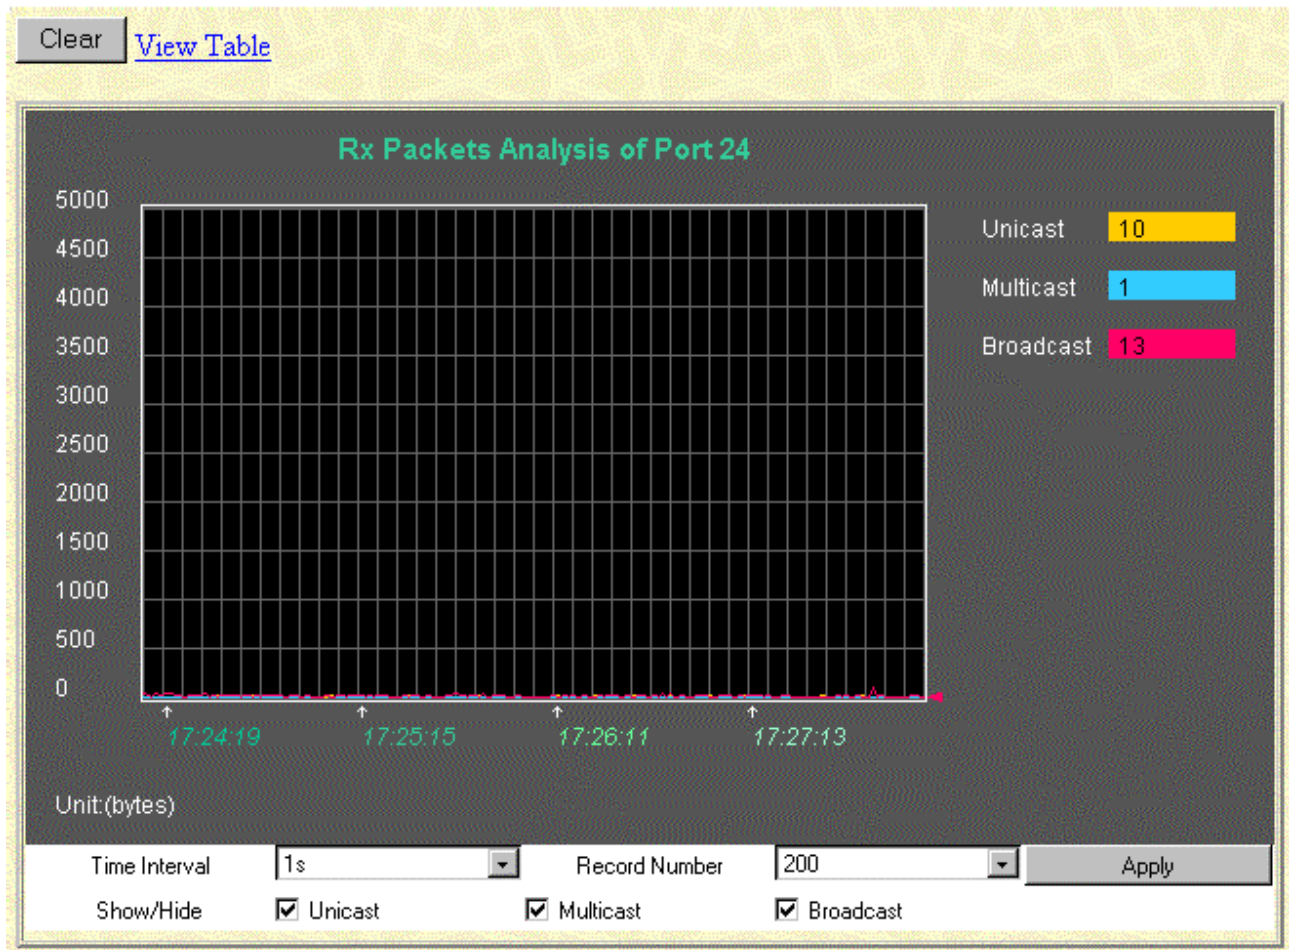 Clear View Table
Rx Packets Analysis of Port 24
5000
4500
4000
3500
3000
2500
2000
1500
1000
500
0
Unicast 10
Multicast 1
Broadcast 13
17:24:19 17:25:15 17:26:11 17:27:13
Unit:(bytes)
Time Interval 1s Record Number 200 Apply
Show/Hide Unicast Multicast Broadcast